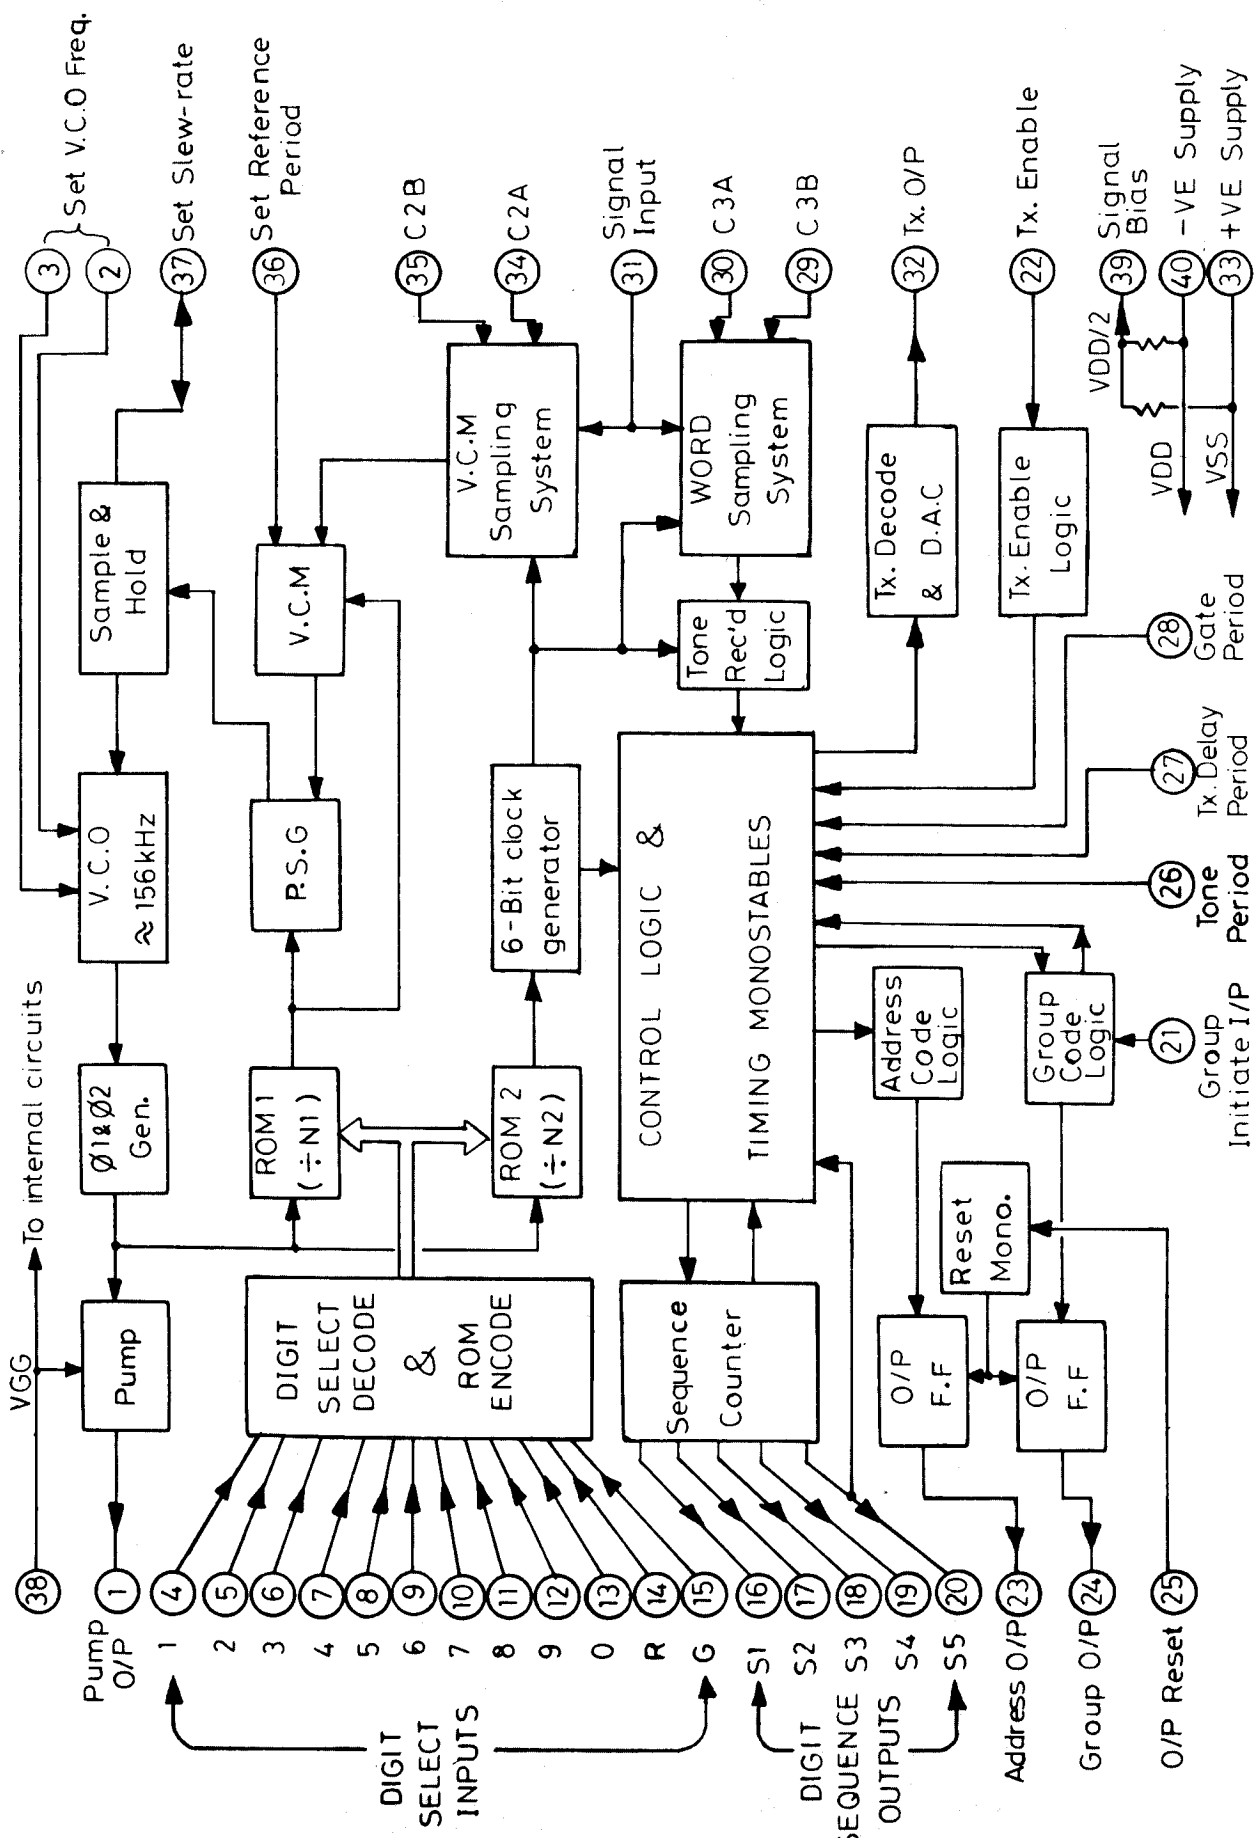 VGG
To internal circuits
38
Pump
O/P
1
Pump
Ø1&Ø2
Gen.
V.C.O
≈156kHz
Sample &
Hold
3
2
Set V.C.O Freq.
37
Set Slew-rate
36
Set Reference
Period
DIGIT
SELECT
INPUTS
1
4
2
5
3
6
4
7
5
8
6
9
7
10
8
11
9
12
0
13
R
14
G
15
DIGIT
SELECT
DECODE
&
ROM
ENCODE
ROM 1
(÷N1)
P.S.G
V.C.M
ROM 2
(÷N2)
6-Bit clock
generator
V.C.M
Sampling
System
35
C2B
34
C2A
31
Signal
Input
WORD
Sampling
System
30
C3A
29
C3B
Tone
Rec'd
Logic
DIGIT
SEQUENCE
OUTPUTS
S1
16
S2
17
S3
18
S4
19
S5
20
Sequence
Counter
CONTROL LOGIC &
TIMING MONOSTABLES
Tx. Decode
& D.A.C
32
Tx. O/P
Tx. Enable
Logic
22
Tx. Enable
Address O/P
23
O/P
F.F
Address
Code
Logic
Group O/P
24
O/P
F.F
Group
Code
Logic
Reset
Mono.
O/P Reset
25
21
Group
Initiate I/P
26
Tone
Period
27
Tx. Delay
Period
28
Gate
Period
VDD/2
VDD
VSS
39
Signal
Bias
40
-VE Supply
33
+VE Supply